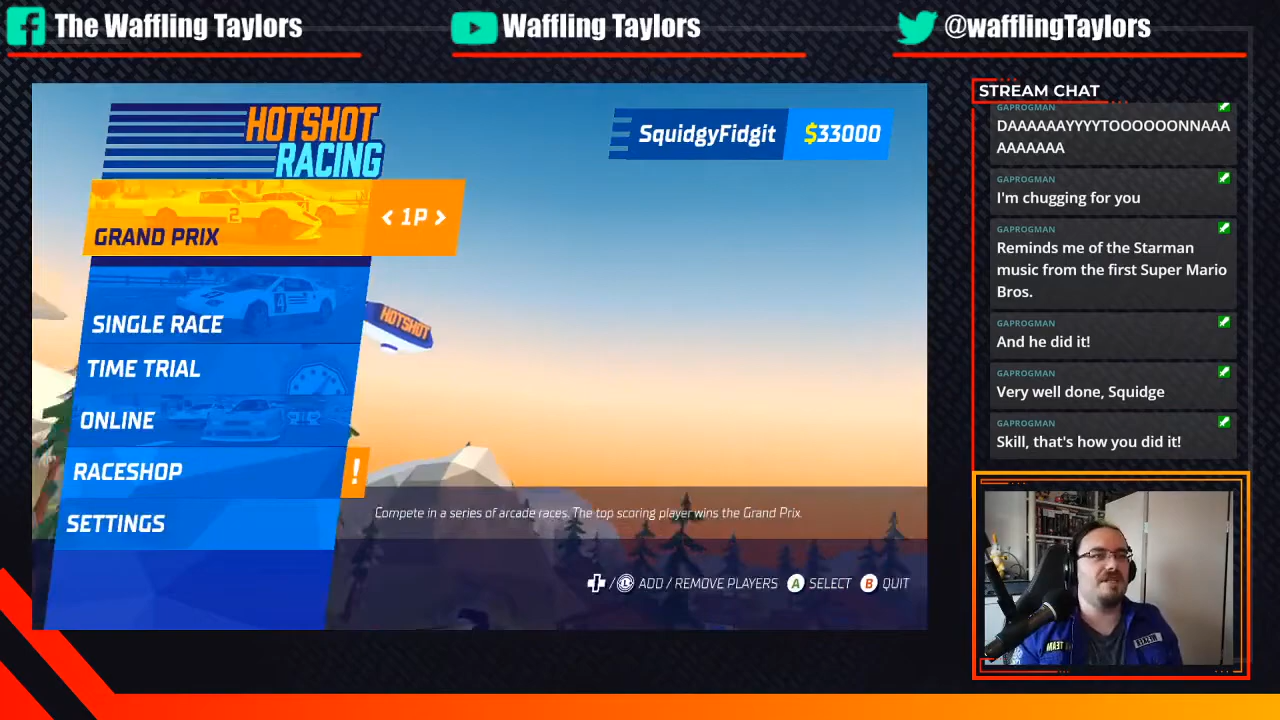 The Waffling Taylors
Waffling Taylors
@wafflingTaylors
HOTSHOT
RACING
SquidgyFidgit
$33000
2
GRAND PRIX
< 1P >
4
SINGLE RACE
HOTSHOT
TIME TRIAL
ONLINE
RACESHOP
!
SETTINGS
Compete in a series of arcade races. The top scoring player wins the Grand Prix.
/ L ADD / REMOVE PLAYERS A SELECT B QUIT
STREAM CHAT
GAPROGMAN
DAAAAAAYYYYTOOOOOONNAAA
AAAAAAA
GAPROGMAN
I'm chugging for you
GAPROGMAN
Reminds me of the Starman
music from the first Super Mario
Bros.
GAPROGMAN
And he did it!
GAPROGMAN
Very well done, Squidge
GAPROGMAN
Skill, that's how you did it!